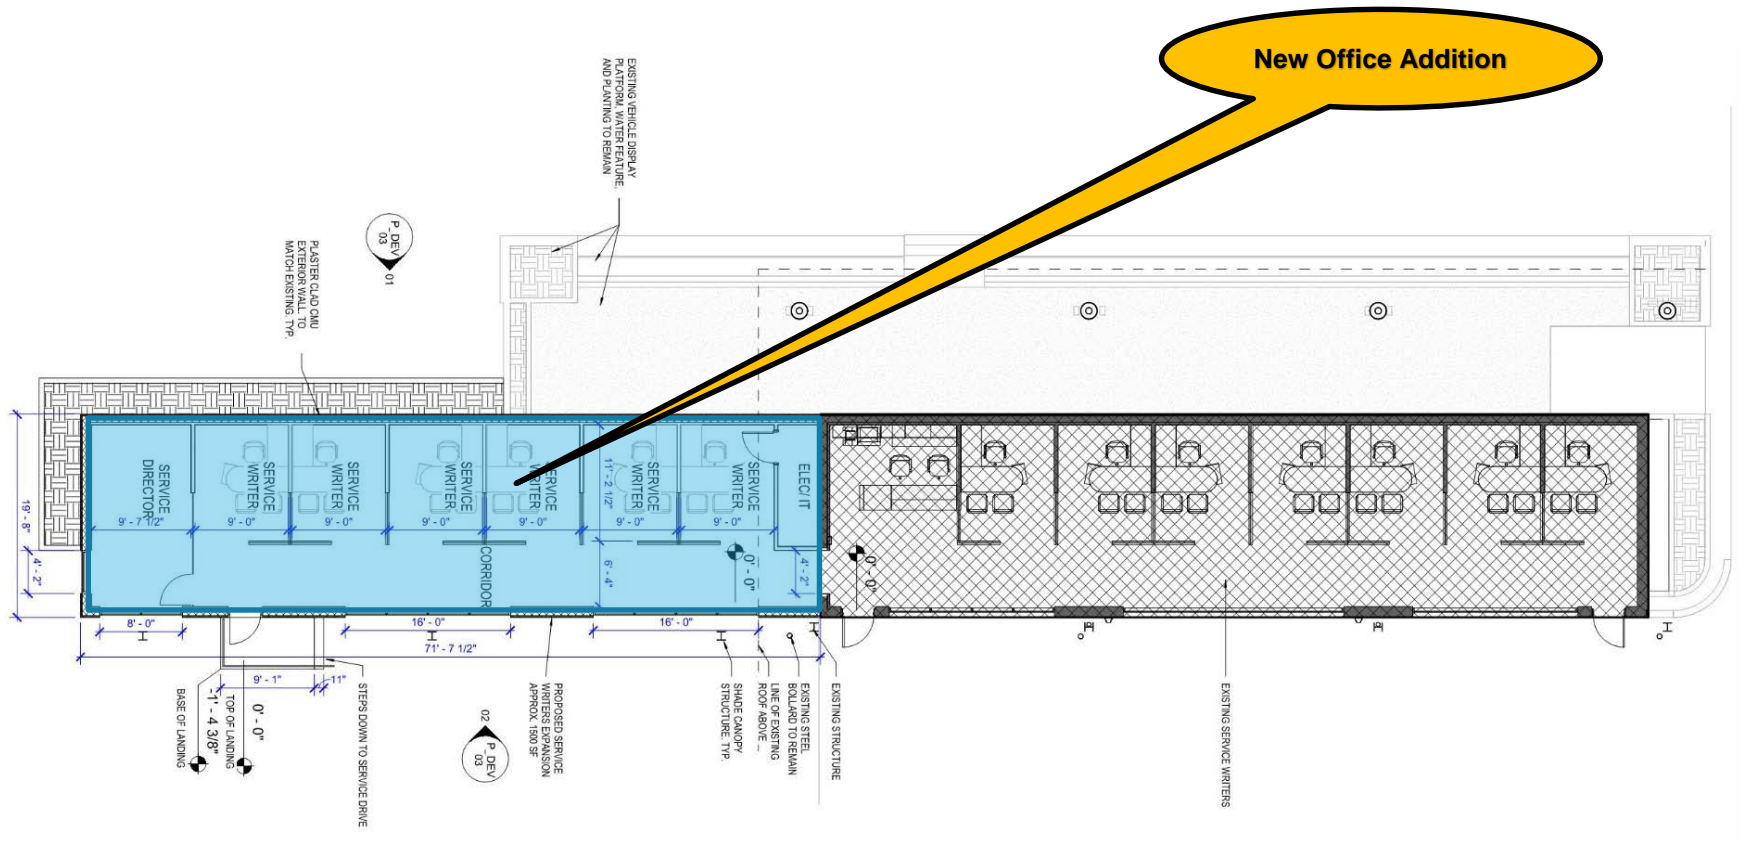 New Office Addition
EXISTING VEHICLE DISPLAY
PLATFORM, WATER FEATURE,
AND PLANTING TO REMAIN
P_DEV
03
01
PLASTER CLAD CMU
EXTERIOR WALL. TO
MATCH EXISTING. TYP.
SERVICE
DIRECTOR
SERVICE
WRITER
SERVICE
WRITER
SERVICE
WRITER
SERVICE
WRITER
SERVICE
WRITER
SERVICE
WRITER
ELEC/ IT
11' - 2 1/2"
9' - 7 1/2"
9' - 0"
9' - 0"
9' - 0"
9' - 0"
9' - 0"
9' - 0"
19' - 8"
4' - 2"
CORRIDOR
6' - 4"
0' - 0"
4' - 2"
0' - 0"
8' - 0"
16' - 0"
16' - 0"
71' - 7 1/2"
9' - 1"
11"
BASE OF LANDING
-1' - 4 3/8"
TOP OF LANDING
0' - 0"
STEPS DOWN TO SERVICE DRIVE
02
P_DEV
03
PROPOSED SERVICE
WRITERS EXPANSION
APPROX. 1500 SF
SHADE CANOPY
STRUCTURE. TYP.
LINE OF EXISTING
ROOF ABOVE
EXISTING STEEL
BOLLARD TO REMAIN
EXISTING STRUCTURE
EXISTING SERVICE WRITERS